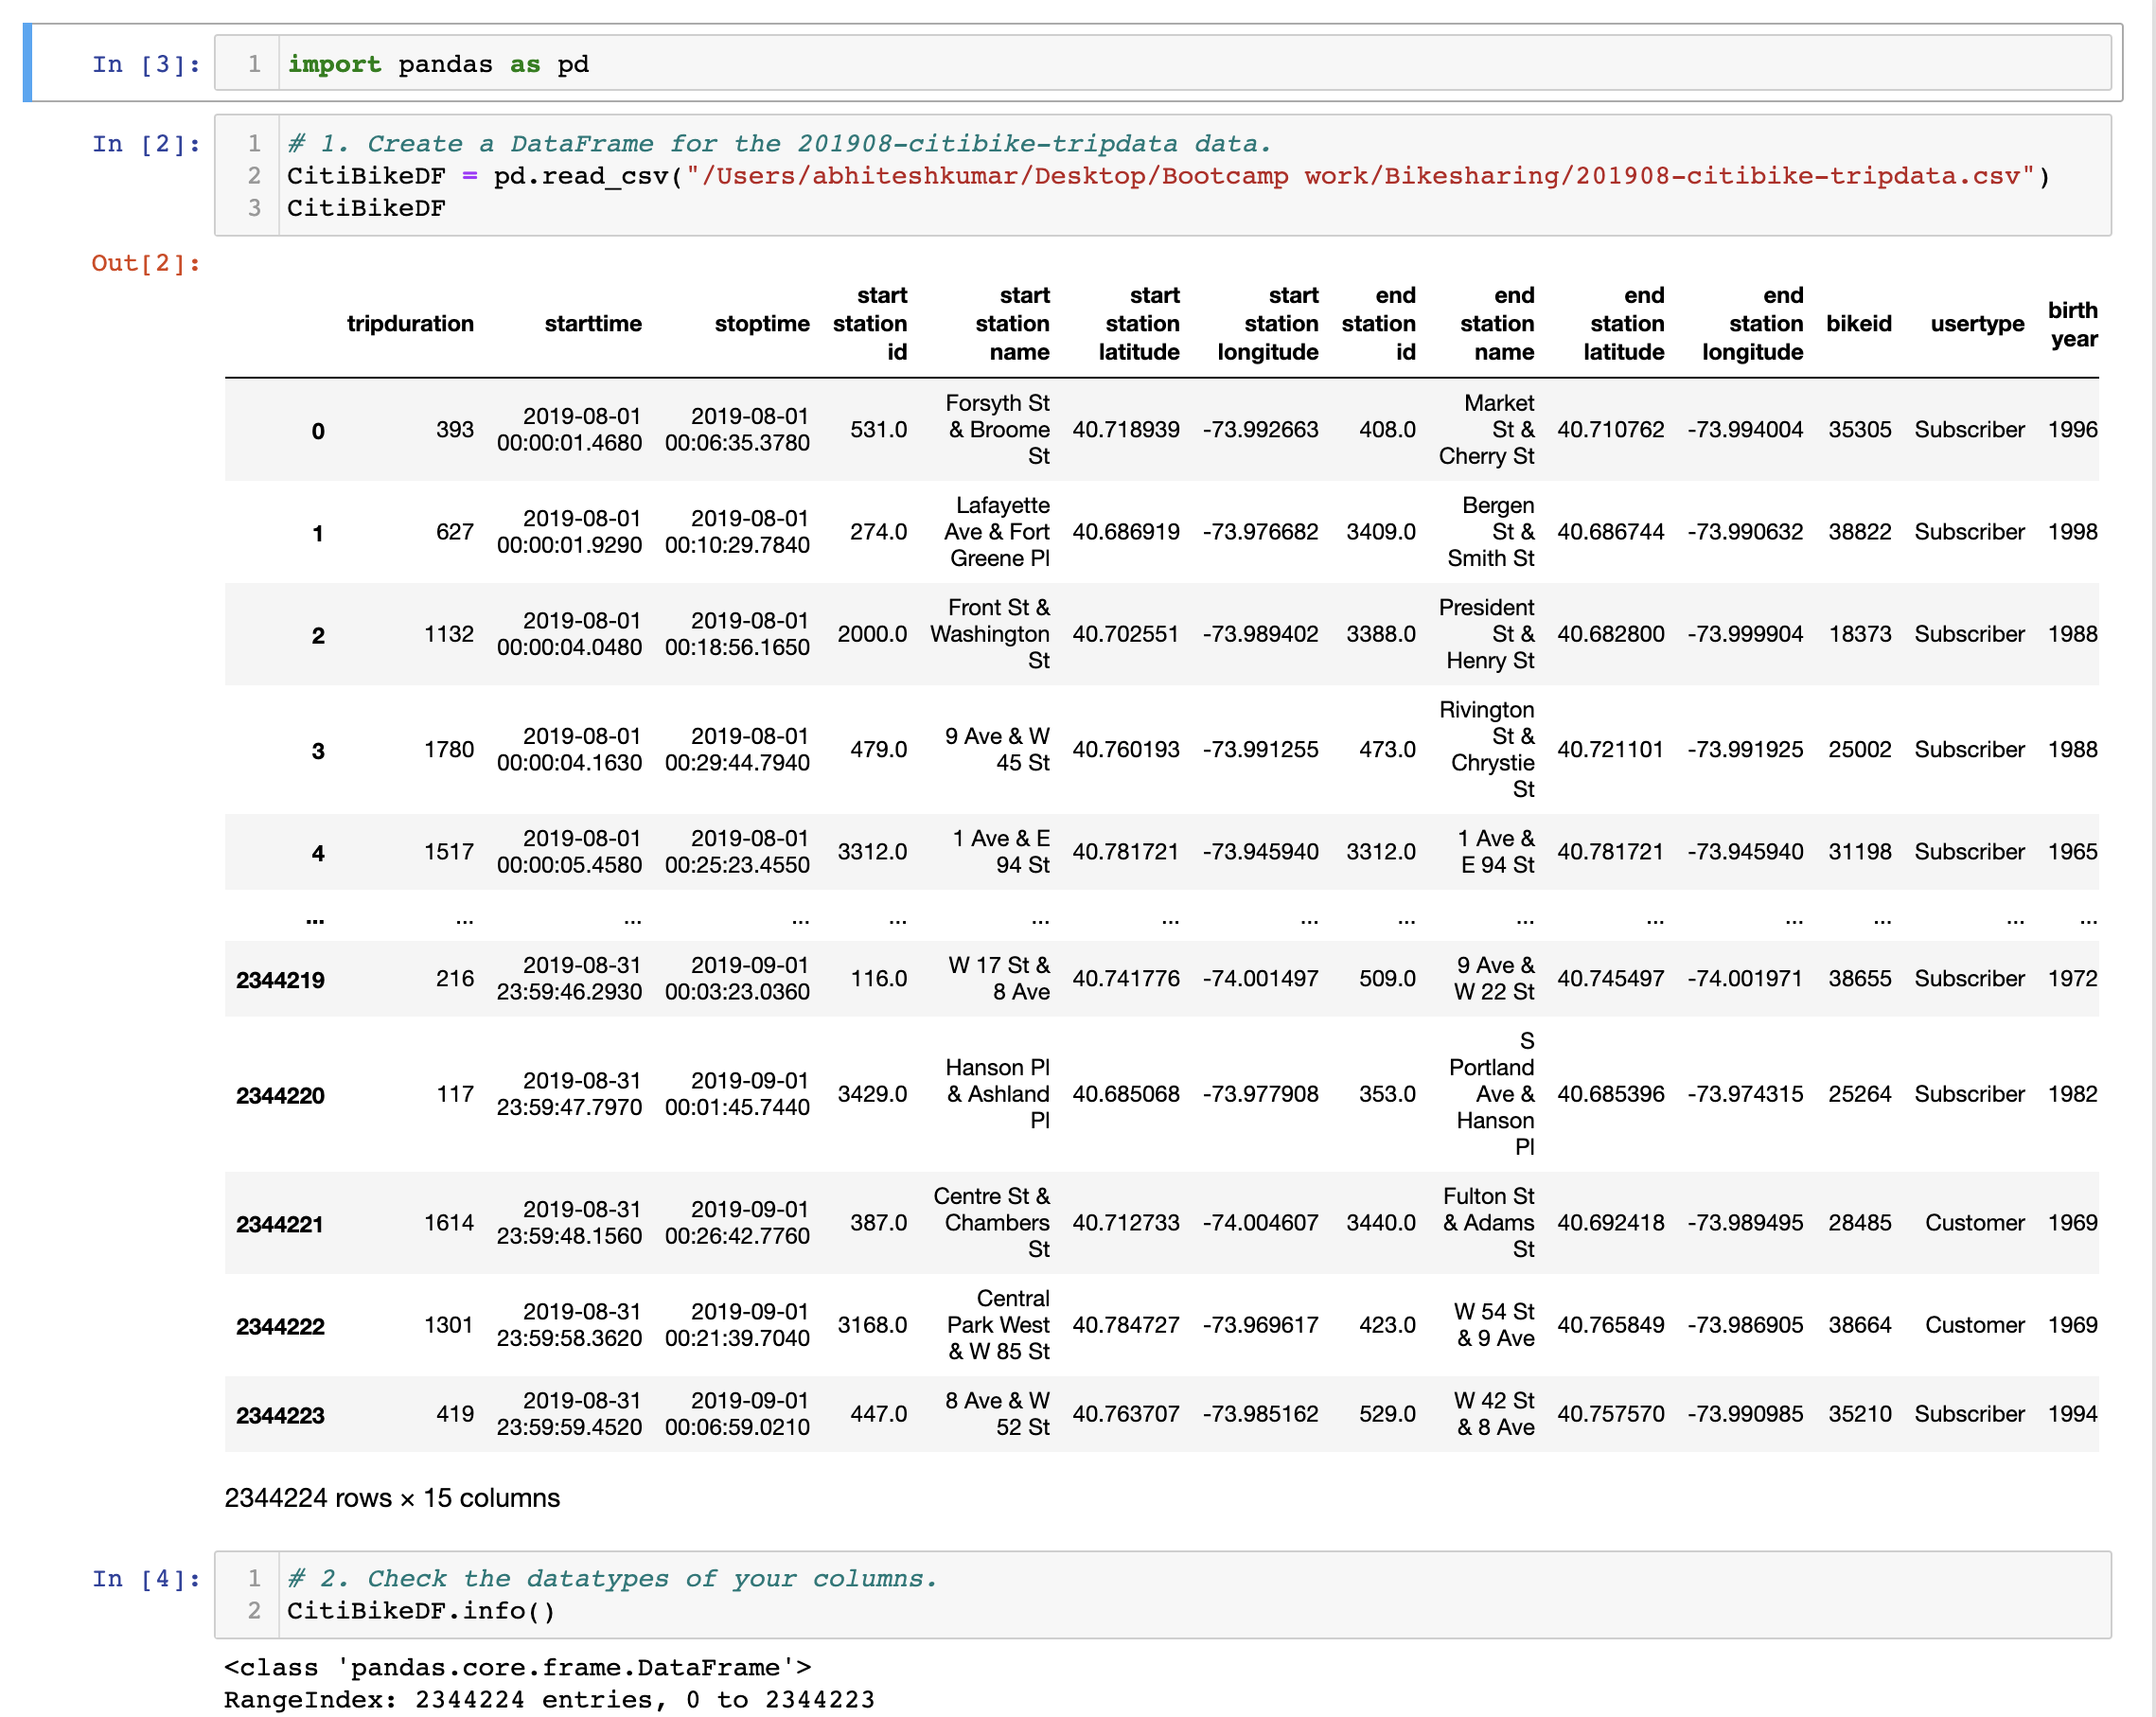 In [3]: 1 import pandas as pd
In [2]: 1 # 1. Create a DataFrame for the 201908-citibike-tripdata data.
2 CitiBikeDF = pd.read_csv("/Users/abhiteshkumar/Desktop/Bootcamp work/Bikesharing/201908-citibike-tripdata.csv")
3 CitiBikeDF
Out[2]:
tripduration starttime stoptime start station id start station name start station latitude start station longitude end station id end station name end station latitude end station longitude bikeid usertype birth year
0 393 2019-08-01 00:00:01.4680 2019-08-01 00:06:35.3780 531.0 Forsyth St & Broome St 40.718939 -73.992663 408.0 Market St & Cherry St 40.710762 -73.994004 35305 Subscriber 1996
1 627 2019-08-01 00:00:01.9290 2019-08-01 00:10:29.7840 274.0 Lafayette Ave & Fort Greene Pl 40.686919 -73.976682 3409.0 Bergen St & Smith St 40.686744 -73.990632 38822 Subscriber 1998
2 1132 2019-08-01 00:00:04.0480 2019-08-01 00:18:56.1650 2000.0 Front St & Washington St 40.702551 -73.989402 3388.0 President St & Henry St 40.682800 -73.999904 18373 Subscriber 1988
3 1780 2019-08-01 00:00:04.1630 2019-08-01 00:29:44.7940 479.0 9 Ave & W 45 St 40.760193 -73.991255 473.0 Rivington St & Chrystie St 40.721101 -73.991925 25002 Subscriber 1988
4 1517 2019-08-01 00:00:05.4580 2019-08-01 00:25:23.4550 3312.0 1 Ave & E 94 St 40.781721 -73.945940 3312.0 1 Ave & E 94 St 40.781721 -73.945940 31198 Subscriber 1965
... ... ... ... ... ... ... ... ... ... ... ... ... ... ...
2344219 216 2019-08-31 23:59:46.2930 2019-09-01 00:03:23.0360 116.0 W 17 St & 8 Ave 40.741776 -74.001497 509.0 9 Ave & W 22 St 40.745497 -74.001971 38655 Subscriber 1972
2344220 117 2019-08-31 23:59:47.7970 2019-09-01 00:01:45.7440 3429.0 Hanson Pl & Ashland Pl 40.685068 -73.977908 353.0 S Portland Ave & Hanson Pl 40.685396 -73.974315 25264 Subscriber 1982
2344221 1614 2019-08-31 23:59:48.1560 2019-09-01 00:26:42.7760 387.0 Centre St & Chambers St 40.712733 -74.004607 3440.0 Fulton St & Adams St 40.692418 -73.989495 28485 Customer 1969
2344222 1301 2019-08-31 23:59:58.3620 2019-09-01 00:21:39.7040 3168.0 Central Park West & W 85 St 40.784727 -73.969617 423.0 W 54 St & 9 Ave 40.765849 -73.986905 38664 Customer 1969
2344223 419 2019-08-31 23:59:59.4520 2019-09-01 00:06:59.0210 447.0 8 Ave & W 52 St 40.763707 -73.985162 529.0 W 42 St & 8 Ave 40.757570 -73.990985 35210 Subscriber 1994
2344224 rows × 15 columns
In [4]: 1 # 2. Check the datatypes of your columns.
2 CitiBikeDF.info()
<class 'pandas.core.frame.DataFrame'>
RangeIndex: 2344224 entries, 0 to 2344223